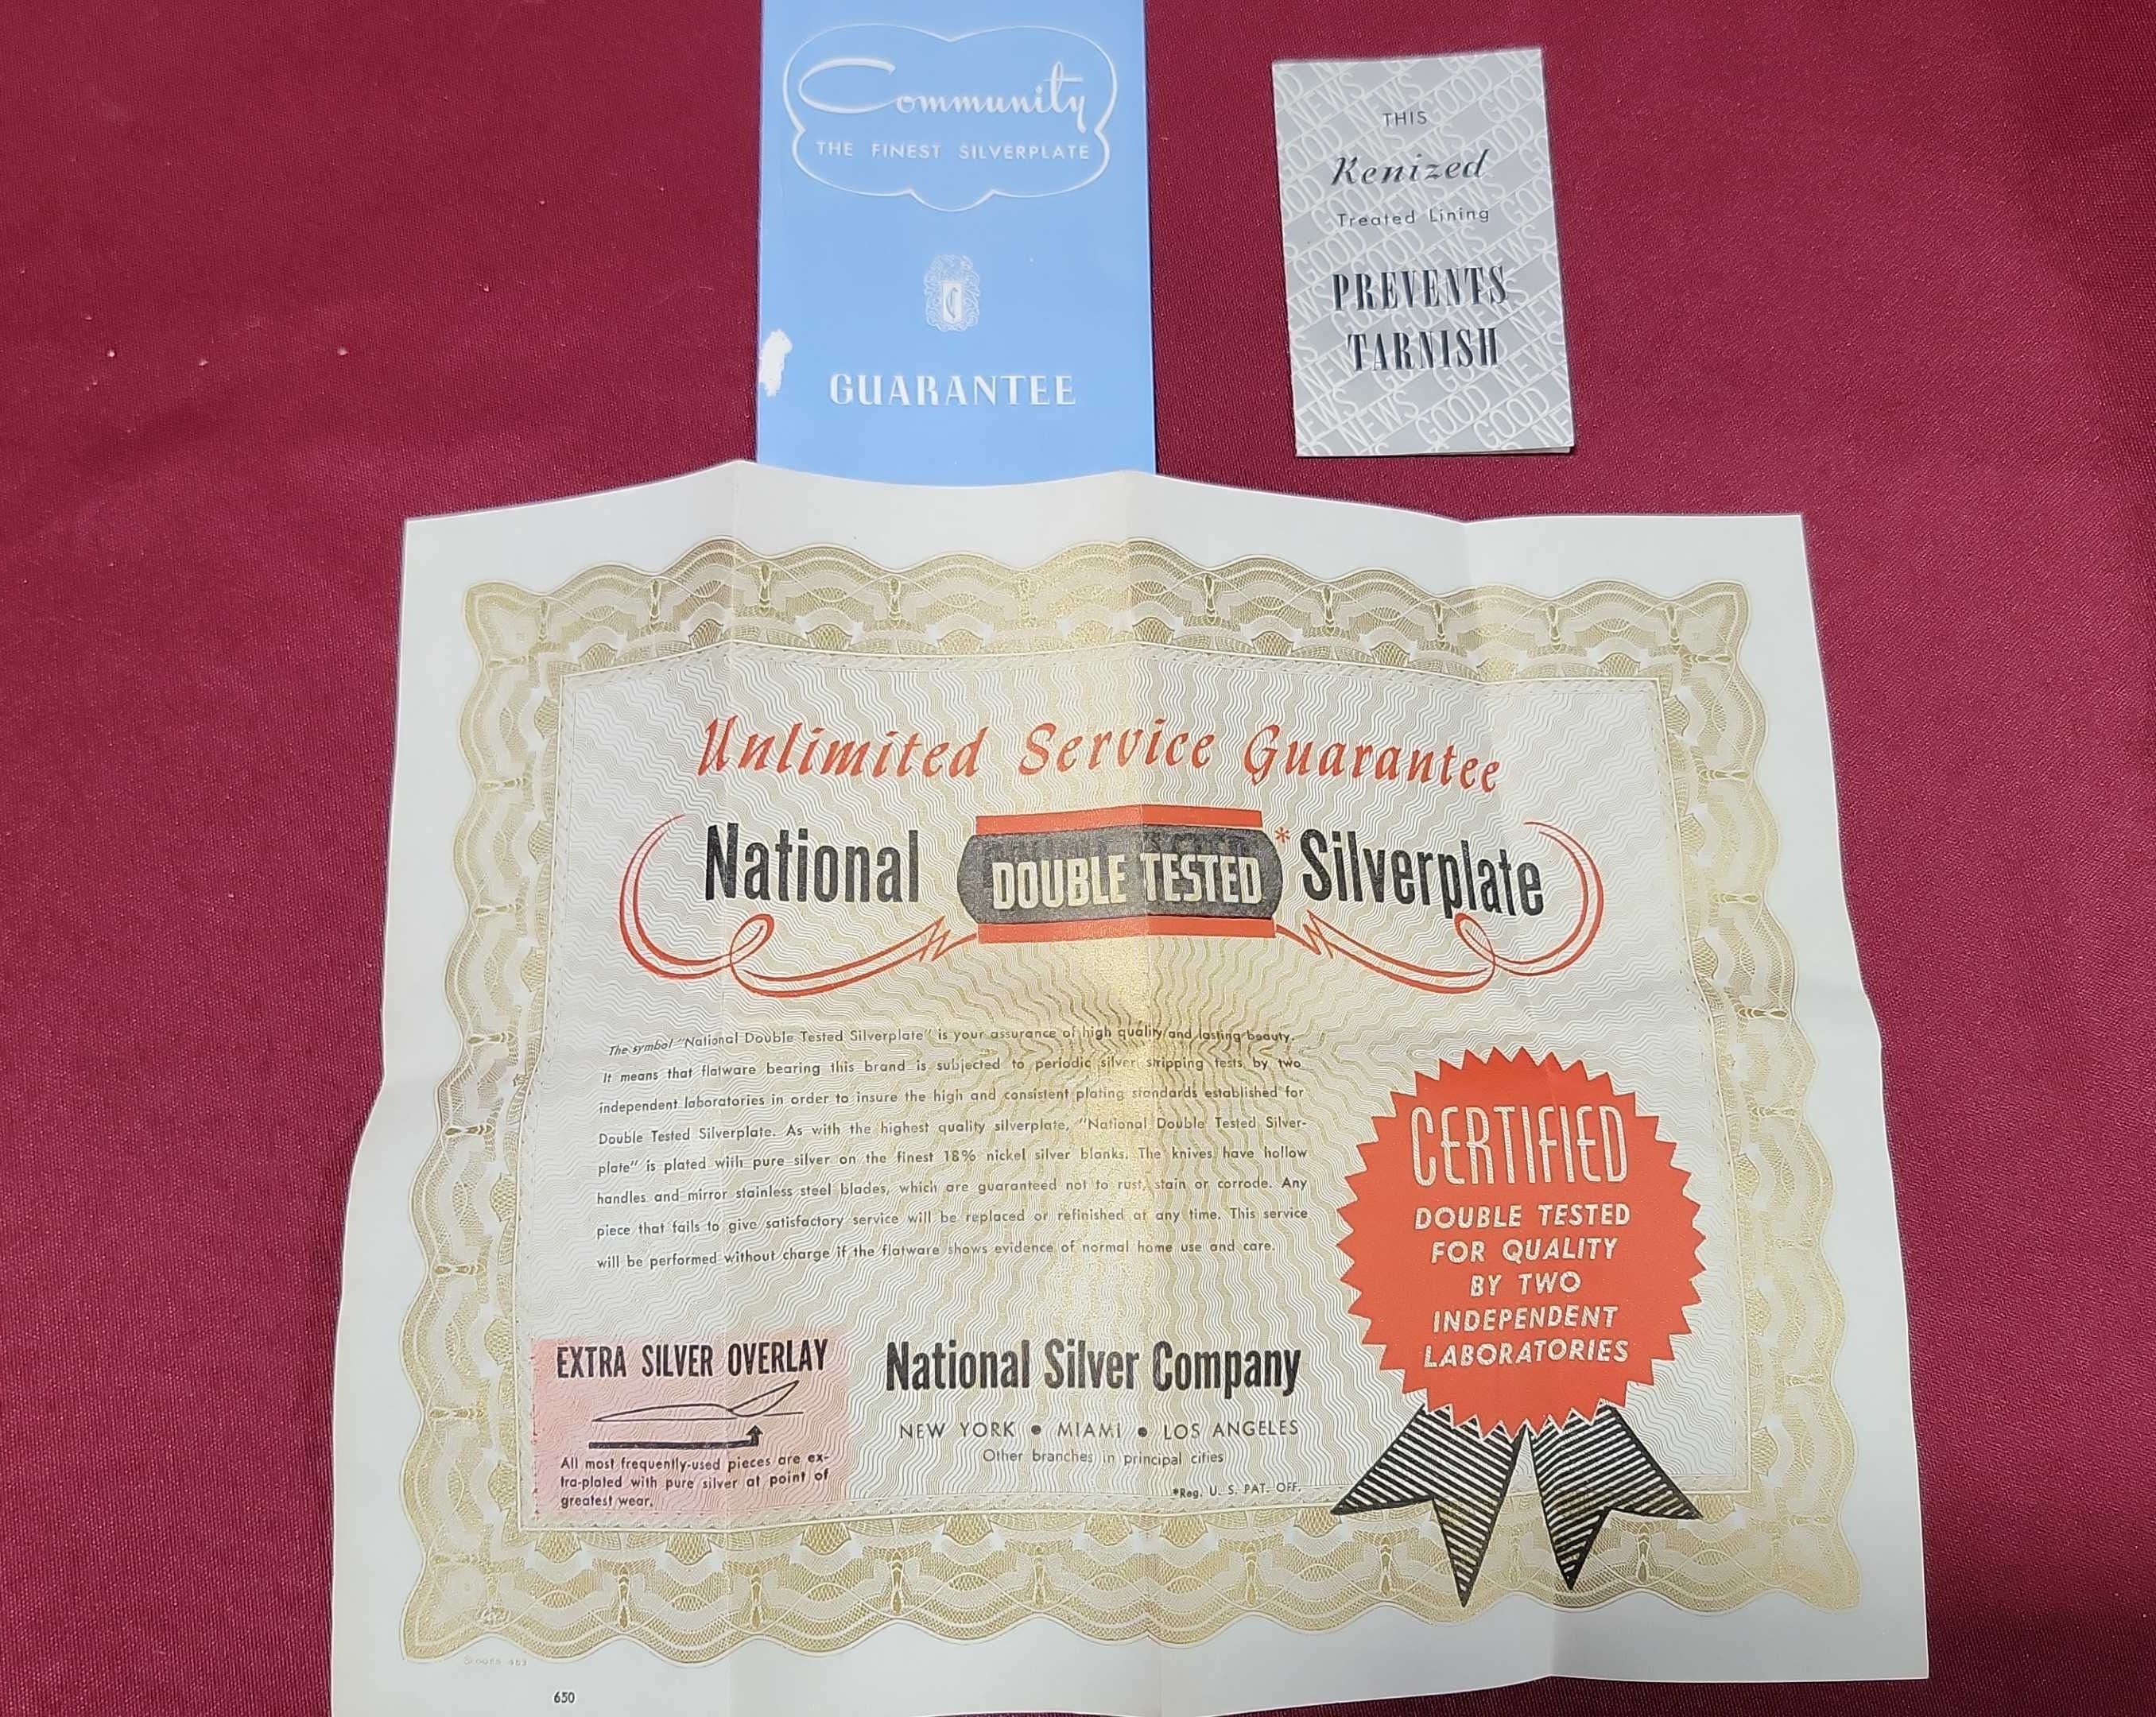 Community
THE FINEST SILVERPLATE
GUARANTEE
THIS
Kenized
Treated Lining
PREVENTS
TARNISH
GOOD NEWS
Unlimited Service Guarantee
National DOUBLE TESTED* Silverplate
The symbol "National Double Tested Silverplate" is your assurance of high quality and lasting beauty.
It means that flatware bearing this brand is subjected to periodic silver stripping tests by two
independent laboratories in order to insure the high and consistent plating standards established for
Double Tested Silverplate. As with the highest quality silverplate, "National Double Tested Silver-
plate" is plated with pure silver on the finest 18% nickel silver blanks. The knives have hollow
handles and mirror stainless steel blades, which are guaranteed not to rust, stain or corrode. Any
piece that fails to give satisfactory service will be replaced or refinished at any time. This service
will be performed without charge if the flatware shows evidence of normal home use and care.
CERTIFIED
DOUBLE TESTED
FOR QUALITY
BY TWO
INDEPENDENT
LABORATORIES
EXTRA SILVER OVERLAY
All most frequently-used pieces are ex-
tra-plated with pure silver at point of
greatest wear.
National Silver Company
NEW YORK • MIAMI • LOS ANGELES
Other branches in principal cities
*Reg. U. S. PAT. OFF.
650